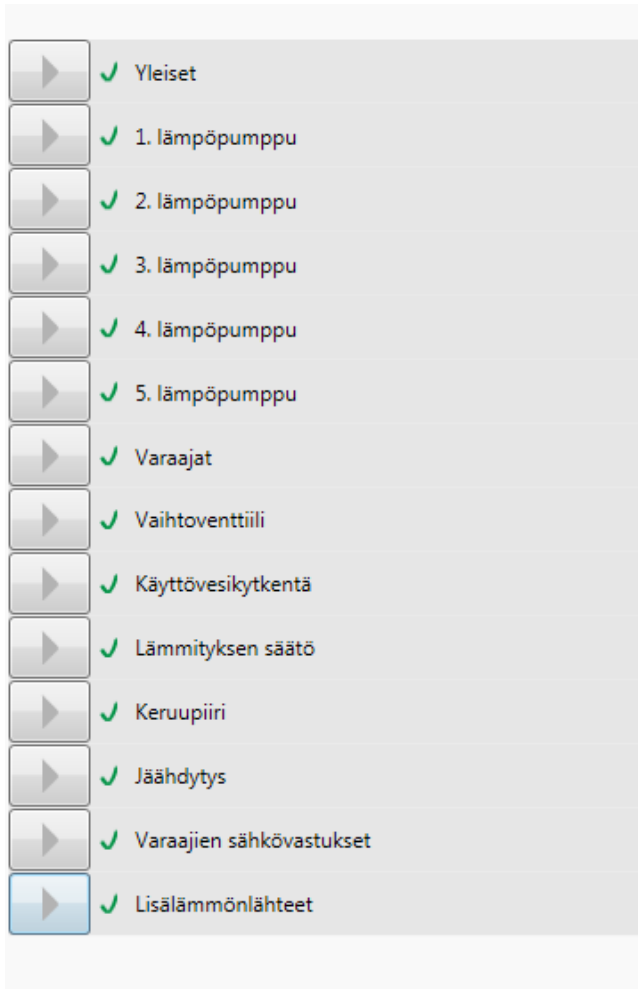 Yleiset
1. lämpöpumppu
2. lämpöpumppu
3. lämpöpumppu
4. lämpöpumppu
5. lämpöpumppu
Varaajat
Vaihtoventtiili
Käyttövesikytkentä
Lämmityksen säätö
Keruupiiri
Jäähdytys
Varaajien sähkövastukset
Lisälämmönlähteet